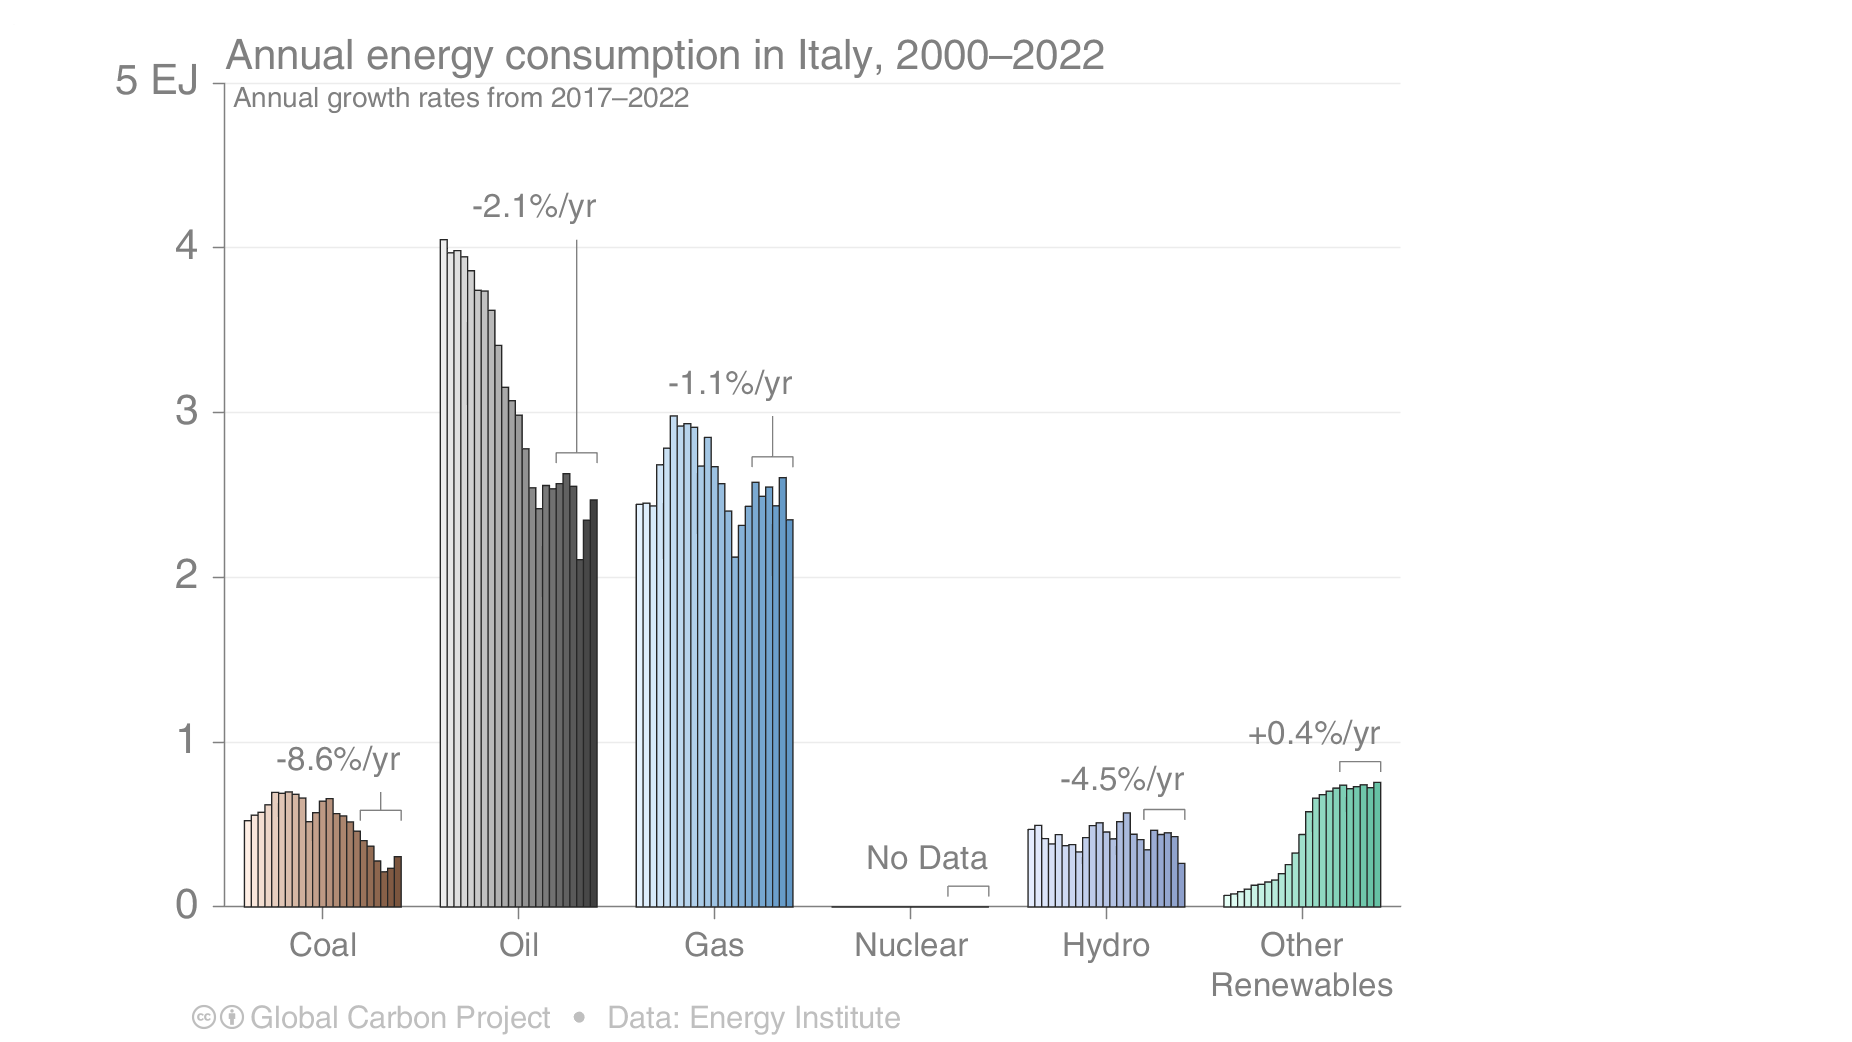 Annual energy consumption in Italy, 2000–2022
5 EJ
Annual growth rates from 2017–2022
-2.1%/yr
4
-1.1%/yr
3
2
+0.4%/yr
1
-8.6%/yr
-4.5%/yr
No Data
0
Coal
Oil
Gas
Nuclear
Hydro
Other
Renewables
cc Global Carbon Project • Data: Energy Institute